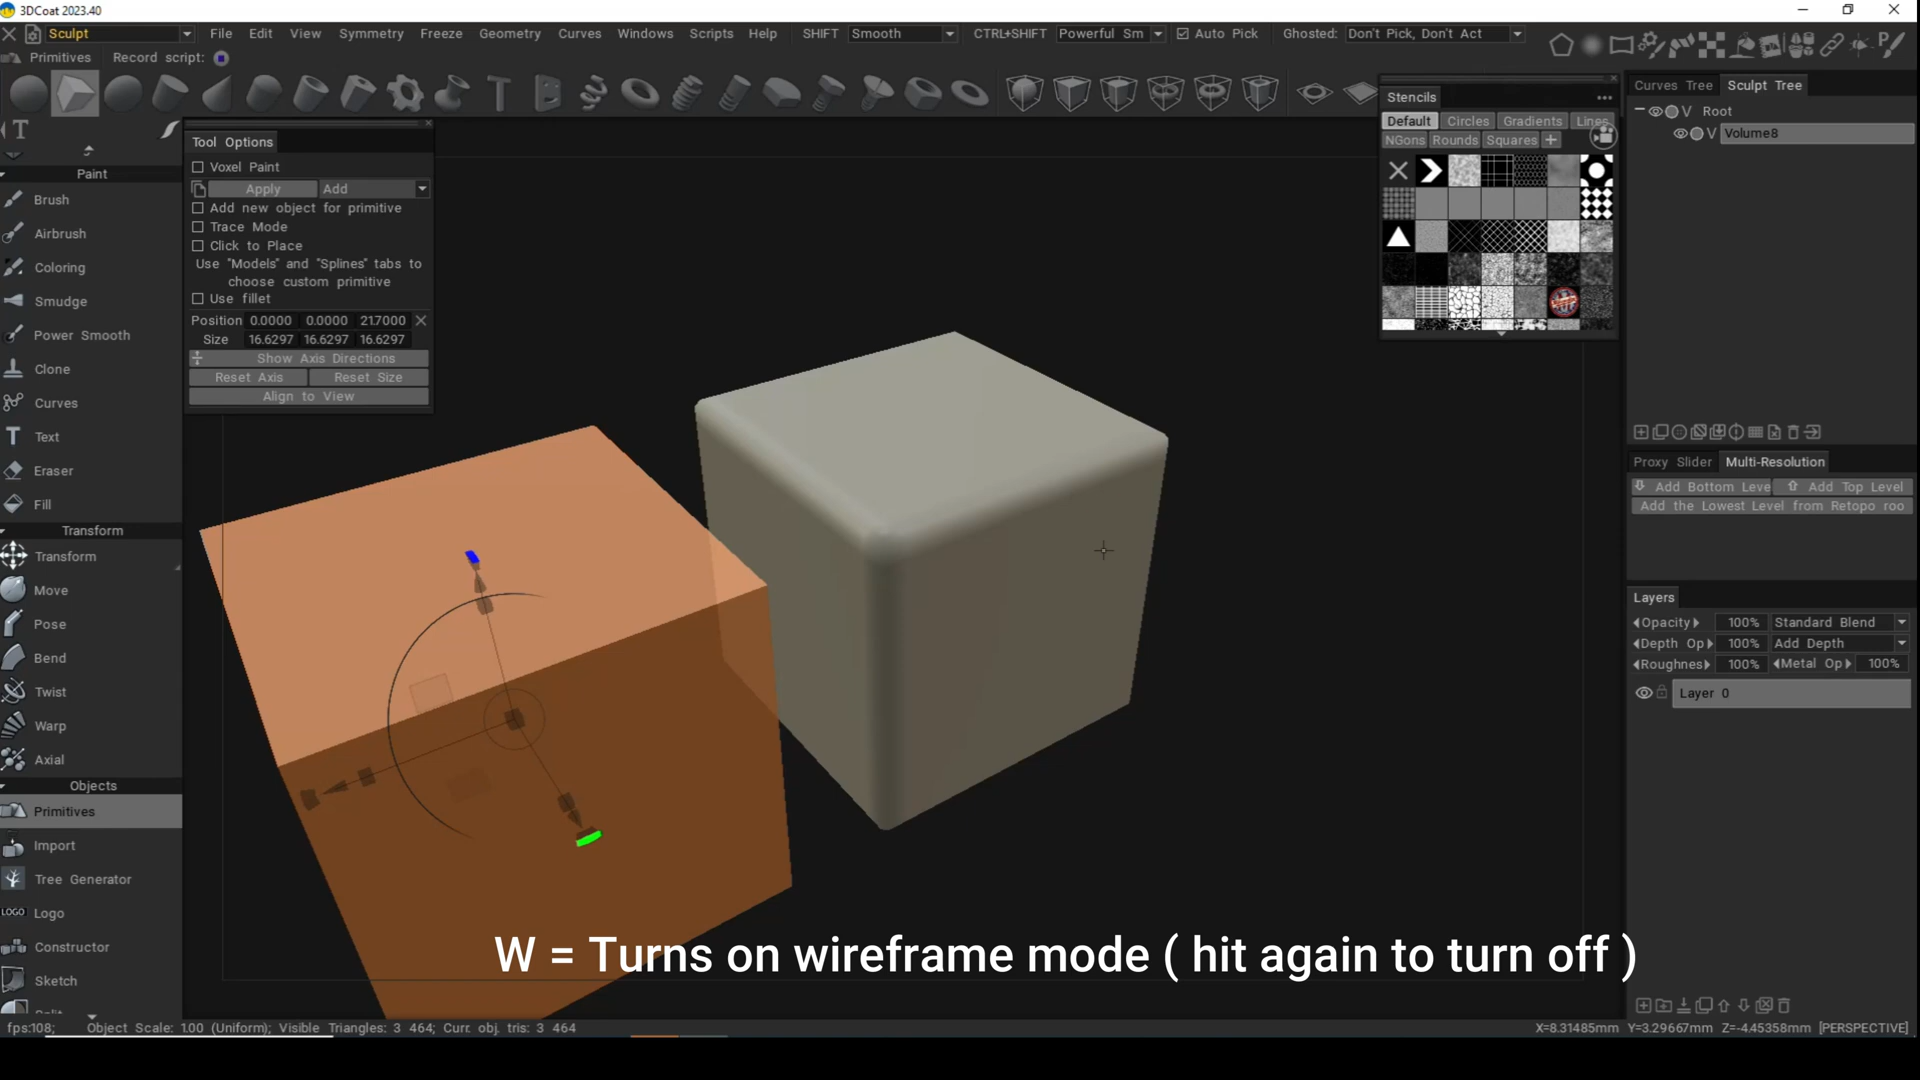 3DCoat 2023.40
Sculpt File Edit View Symmetry Freeze Geometry Curves Windows Scripts Help SHIFT Smooth CTRL+SHIFT Powerful Sm Auto Pick Ghosted: Don't Pick, Don't Act
Primitives Record script:
Tool Options
Voxel Paint
Apply Add
Add new object for primitive
Trace Mode
Click to Place
Use "Models" and "Splines" tabs to
choose custom primitive
Use fillet
Position 0.0000 0.0000 21.7000
Size 16.6297 16.6297 16.6297
Show Axis Directions
Reset Axis Reset Size
Align to View
Paint
Brush
Airbrush
Coloring
Smudge
Power Smooth
Clone
Curves
Text
Eraser
Fill
Transform
Transform
Move
Pose
Bend
Twist
Warp
Axial
Objects
Primitives
Import
Tree Generator
LOGO Logo
Constructor
Sketch
Stencils
Default Circles Gradients Lines
NGons Rounds Squares +
Curves Tree Sculpt Tree
V Root
V Volume8
Proxy Slider Multi-Resolution
Add Bottom Leve Add Top Level
Add the Lowest Level from Retopo roo
Layers
Opacity 100% Standard Blend
Depth Op 100% Add Depth
Roughness 100% Metal Op 100%
Layer 0
W = Turns on wireframe mode ( hit again to turn off )
fps:108; Object Scale: 1.00 (Uniform); Visible Triangles: 3 464; Curr. obj. tris: 3 464
X=8.31485mm Y=3.29667mm Z=-4.45358mm [PERSPECTIVE]